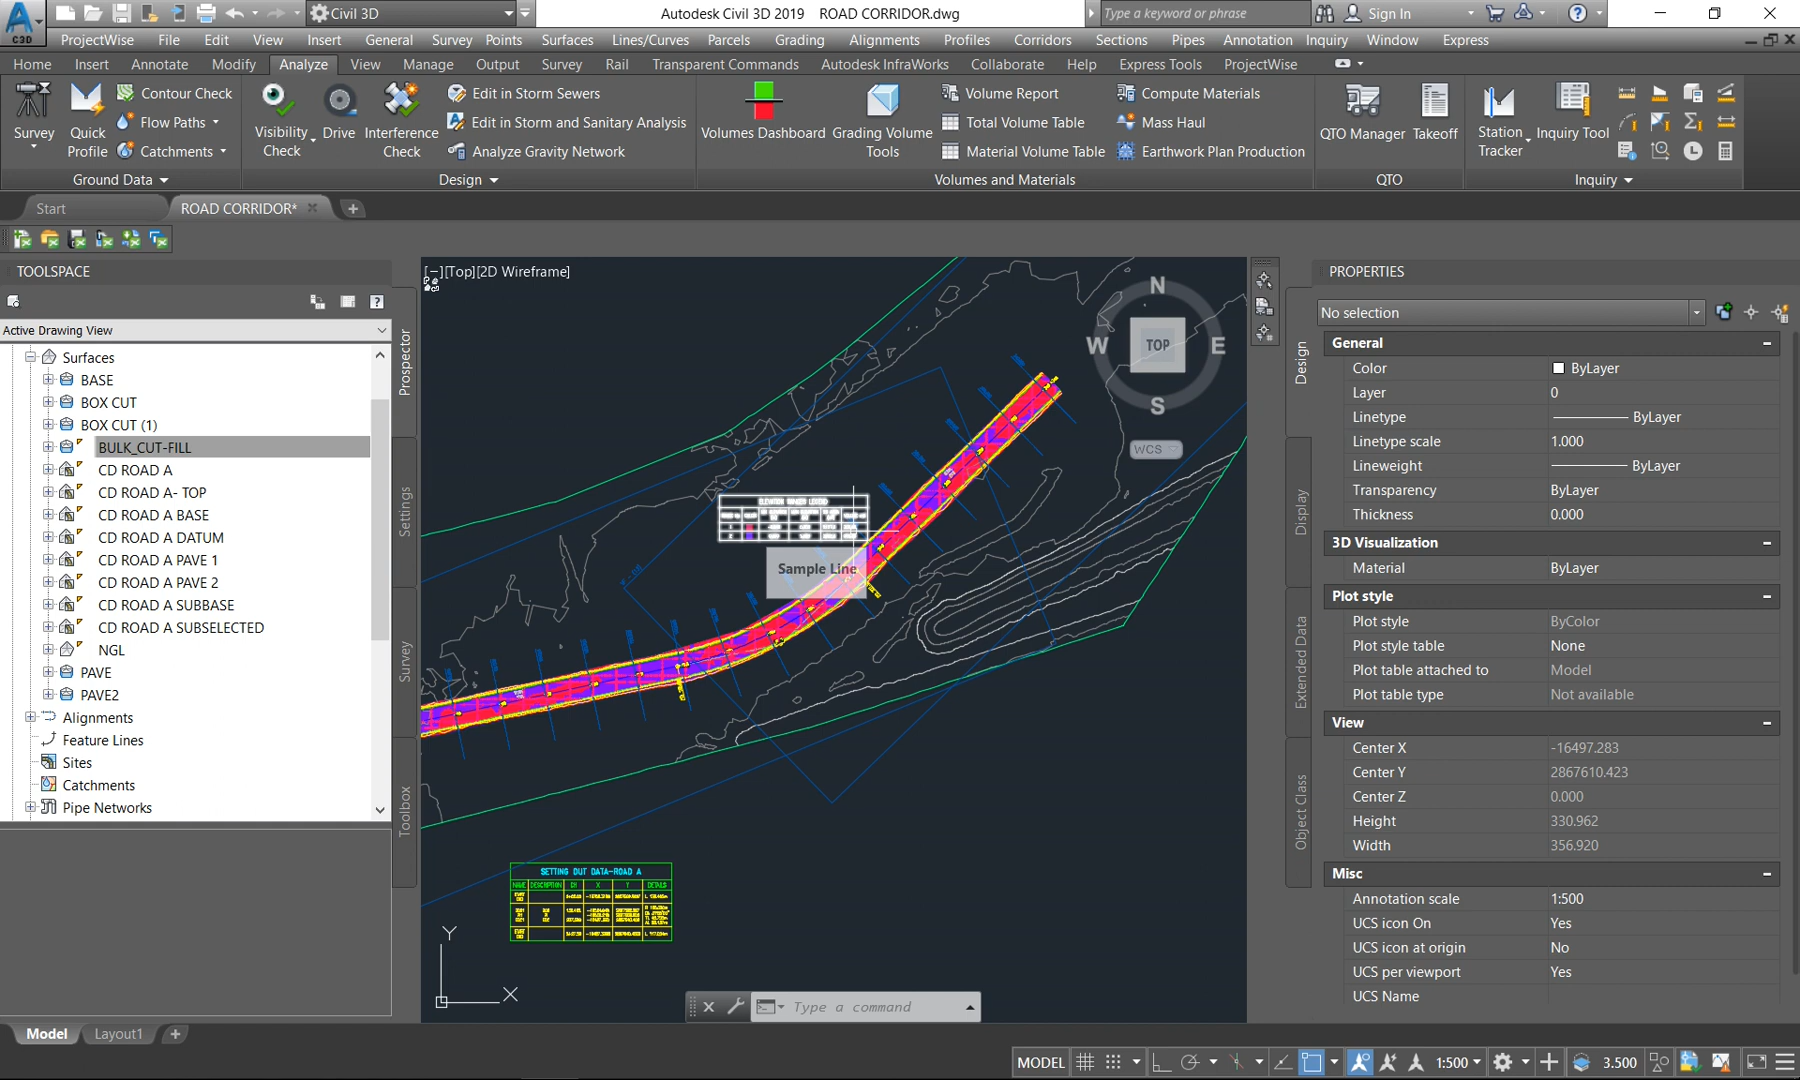 Civil 3D
Autodesk Civil 3D 2019 ROAD CORRIDOR.dwg
Type a keyword or phrase
Sign In
C3D
ProjectWise File Edit View Insert General Survey Points Surfaces Lines/Curves Parcels Grading Alignments Profiles Corridors Sections Pipes Annotation Inquiry Window Express
Home Insert Annotate Modify Analyze View Manage Output Survey Rail Transparent Commands Autodesk InfraWorks Collaborate Help Express Tools ProjectWise
Survey
Quick Profile
Contour Check
Flow Paths
Catchments
Ground Data
Visibility Check
Drive
Interference Check
Edit in Storm Sewers
Edit in Storm and Sanitary Analysis
Analyze Gravity Network
Design
Volumes Dashboard
Grading Volume Tools
Volume Report
Total Volume Table
Material Volume Table
Compute Materials
Mass Haul
Earthwork Plan Production
Volumes and Materials
QTO Manager
Takeoff
QTO
Station Tracker
Inquiry Tool
Inquiry
Start
ROAD CORRIDOR*
TOOLSPACE
Active Drawing View
Surfaces
BASE
BOX CUT
BOX CUT (1)
BULK_CUT-FILL
CD ROAD A
CD ROAD A- TOP
CD ROAD A BASE
CD ROAD A DATUM
CD ROAD A PAVE 1
CD ROAD A PAVE 2
CD ROAD A SUBBASE
CD ROAD A SUBSELECTED
NGL
PAVE
PAVE2
Alignments
Feature Lines
Sites
Catchments
Pipe Networks
Prospector
Settings
Survey
Toolbox
[−][Top][2D Wireframe]
N
W TOP E
S
WCS
ELEVATION RANGES LEGEND
Sample Line
SETTING OUT DATA-ROAD A
NAME DESCRIPTION CH X Y DETAILS
Y
X
Type a command
Design
Display
Extended Data
Object Class
PROPERTIES
No selection
General
Color ByLayer
Layer 0
Linetype ByLayer
Linetype scale 1.000
Lineweight ByLayer
Transparency ByLayer
Thickness 0.000
3D Visualization
Material ByLayer
Plot style
Plot style ByColor
Plot style table None
Plot table attached to Model
Plot table type Not available
View
Center X -16497.283
Center Y 2867610.423
Center Z 0.000
Height 330.962
Width 356.920
Misc
Annotation scale 1:500
UCS icon On Yes
UCS icon at origin No
UCS per viewport Yes
UCS Name
Model Layout1
MODEL 1:500 3.500